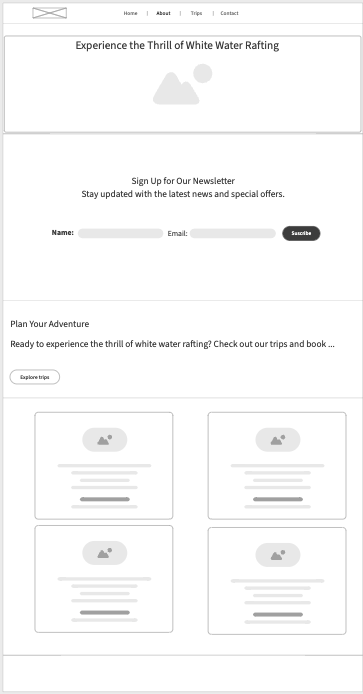 Home | About | Trips | Contact
Experience the Thrill of White Water Rafting
Sign Up for Our Newsletter
Stay updated with the latest news and special offers.
Name: Email: Suscribe
Plan Your Adventure
Ready to experience the thrill of white water rafting? Check out our trips and book ...
Explore trips